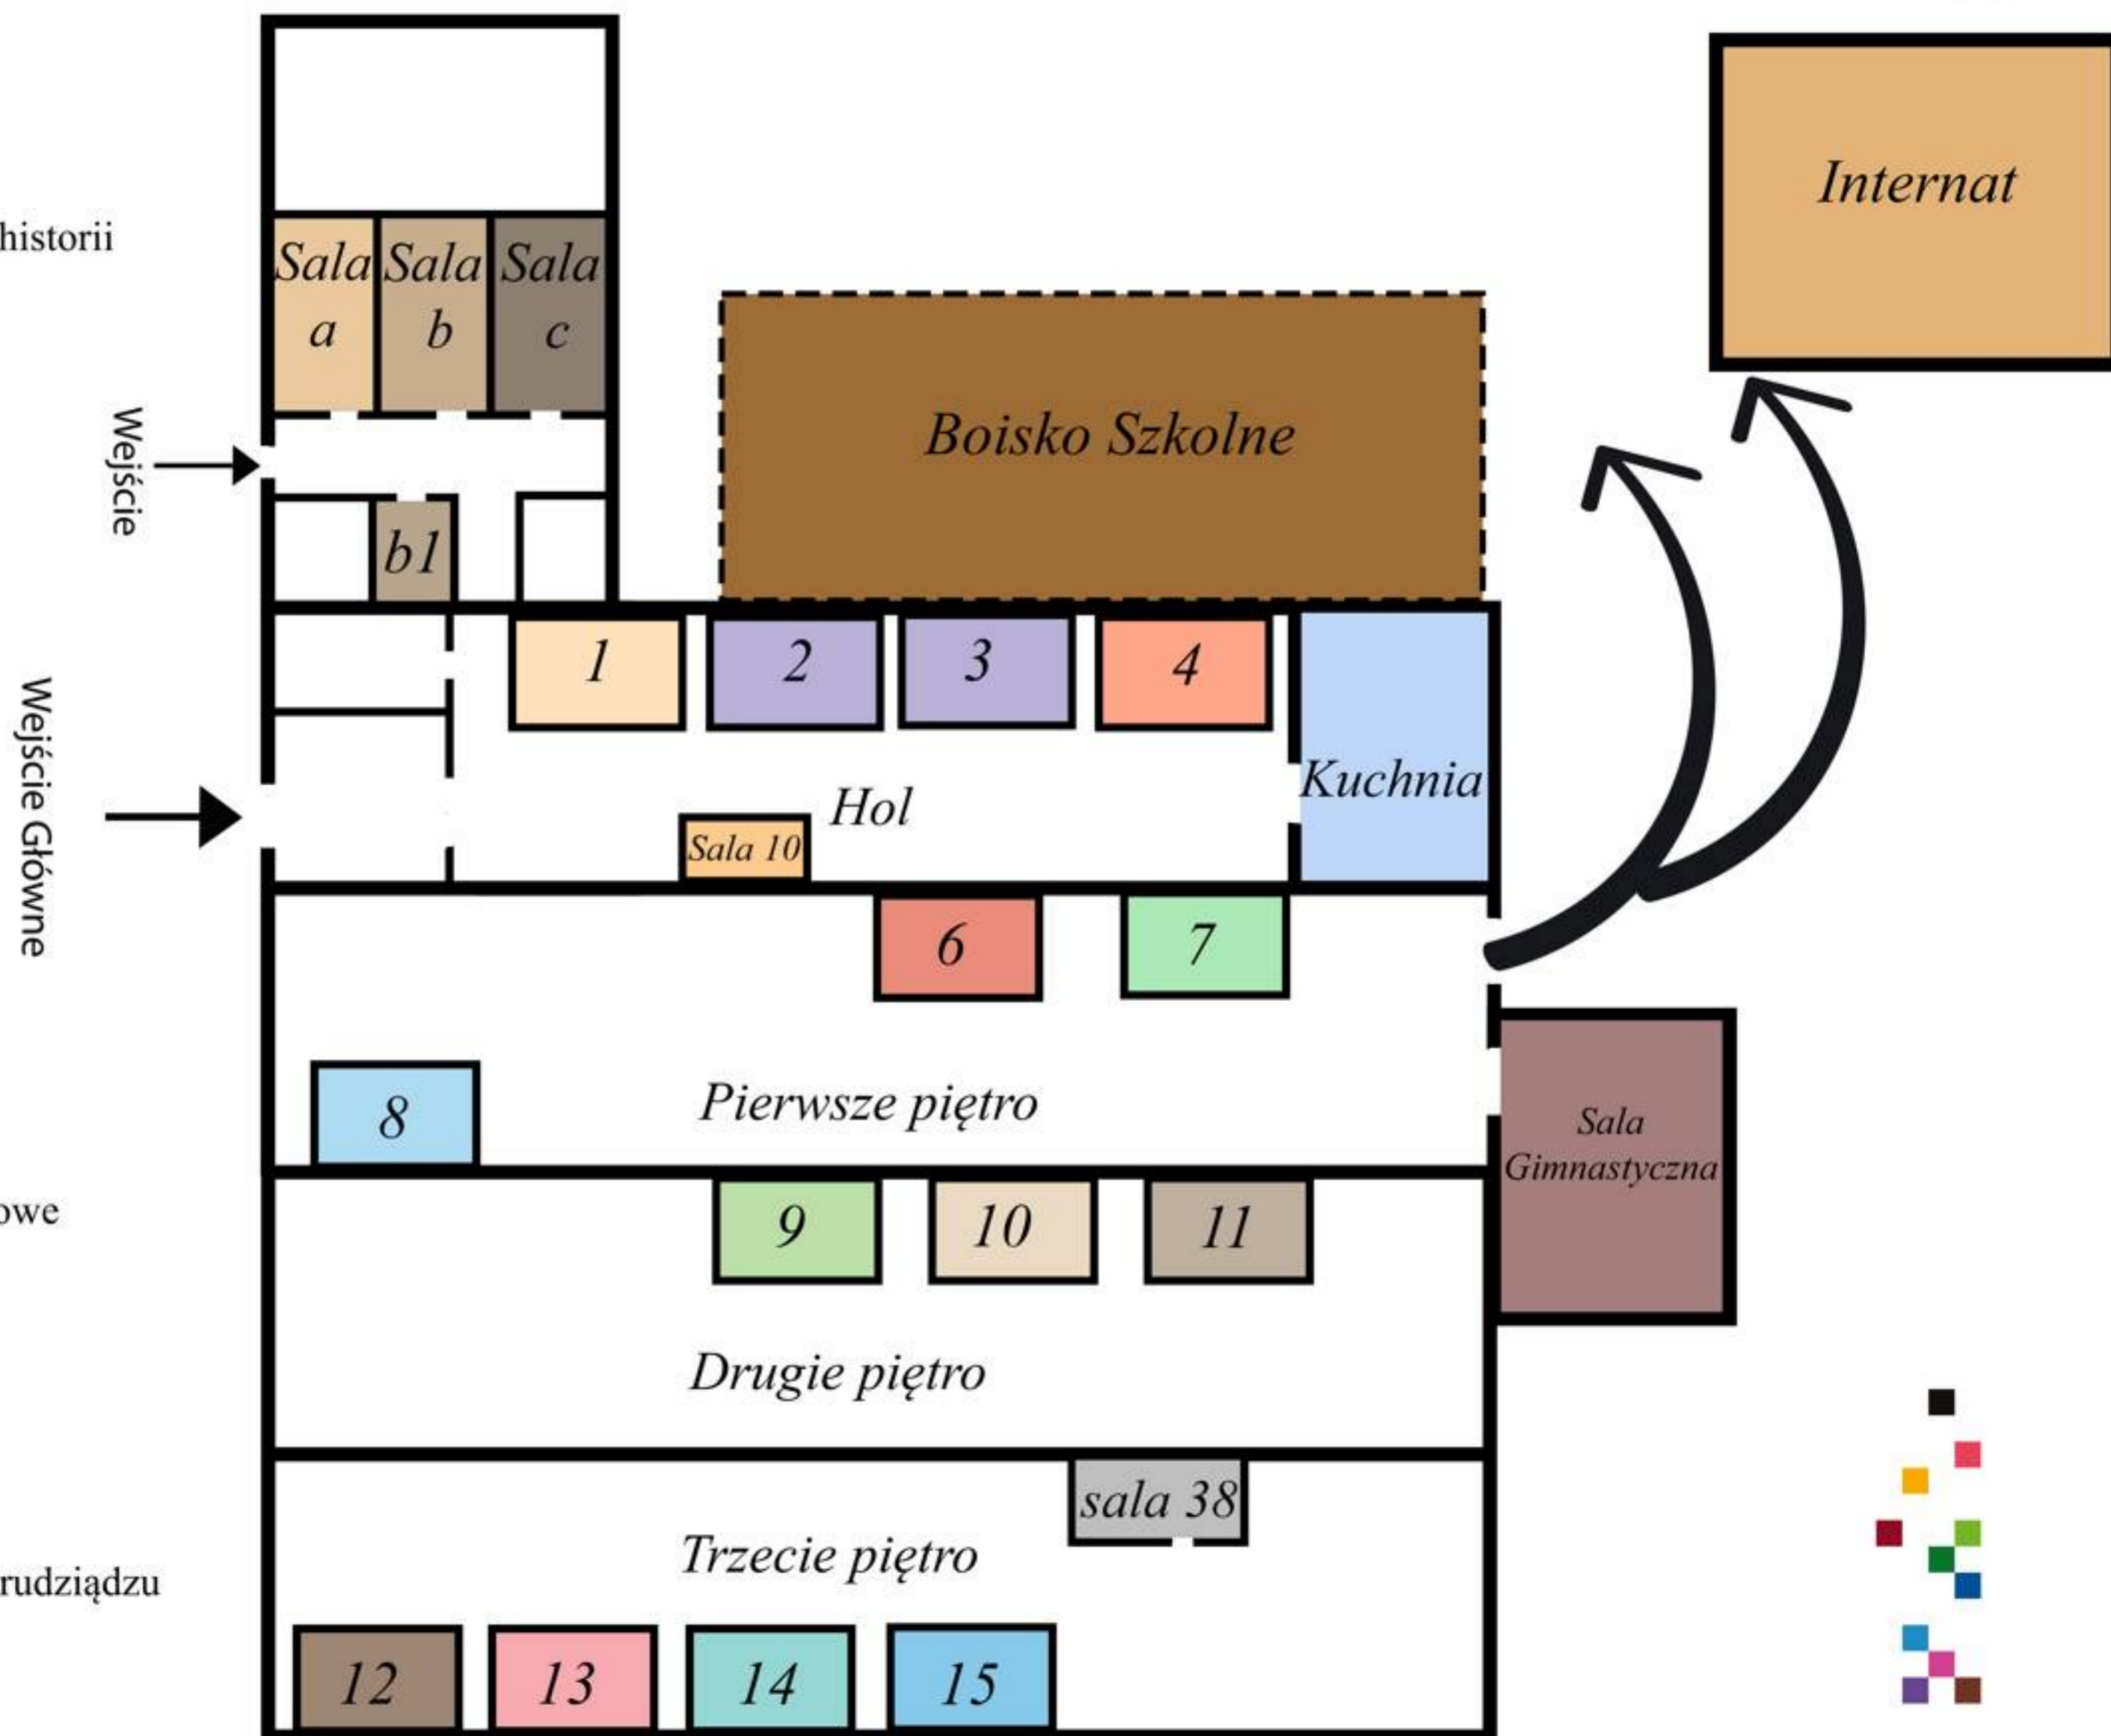 Internat
historii
Sala
a
Sala
b
Sala
c
Boisko Szkolne
Wejście
b1
1
2
3
4
Wejście Główne
Kuchnia
Hol
Sala 10
6
7
8
Pierwsze piętro
Sala
Gimnastyczna
owe
9
10
11
Drugie piętro
sala 38
Trzecie piętro
rudziądzu
12
13
14
15